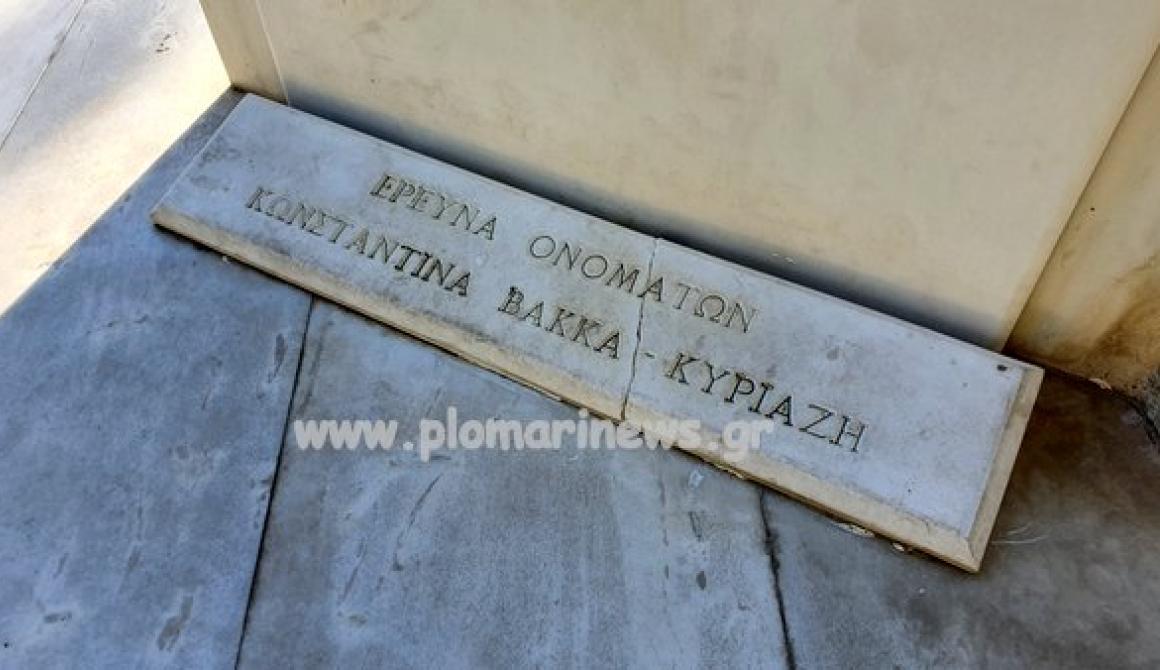 ΕΡΕΥΝΑ ΟΝΟΜΑΤΩΝ
ΚΩΝΣΤΑΝΤΙΝΑ ΒΑΚΚΑ - ΚΥΡΙΑΖΗ
www.plomarinews.gr